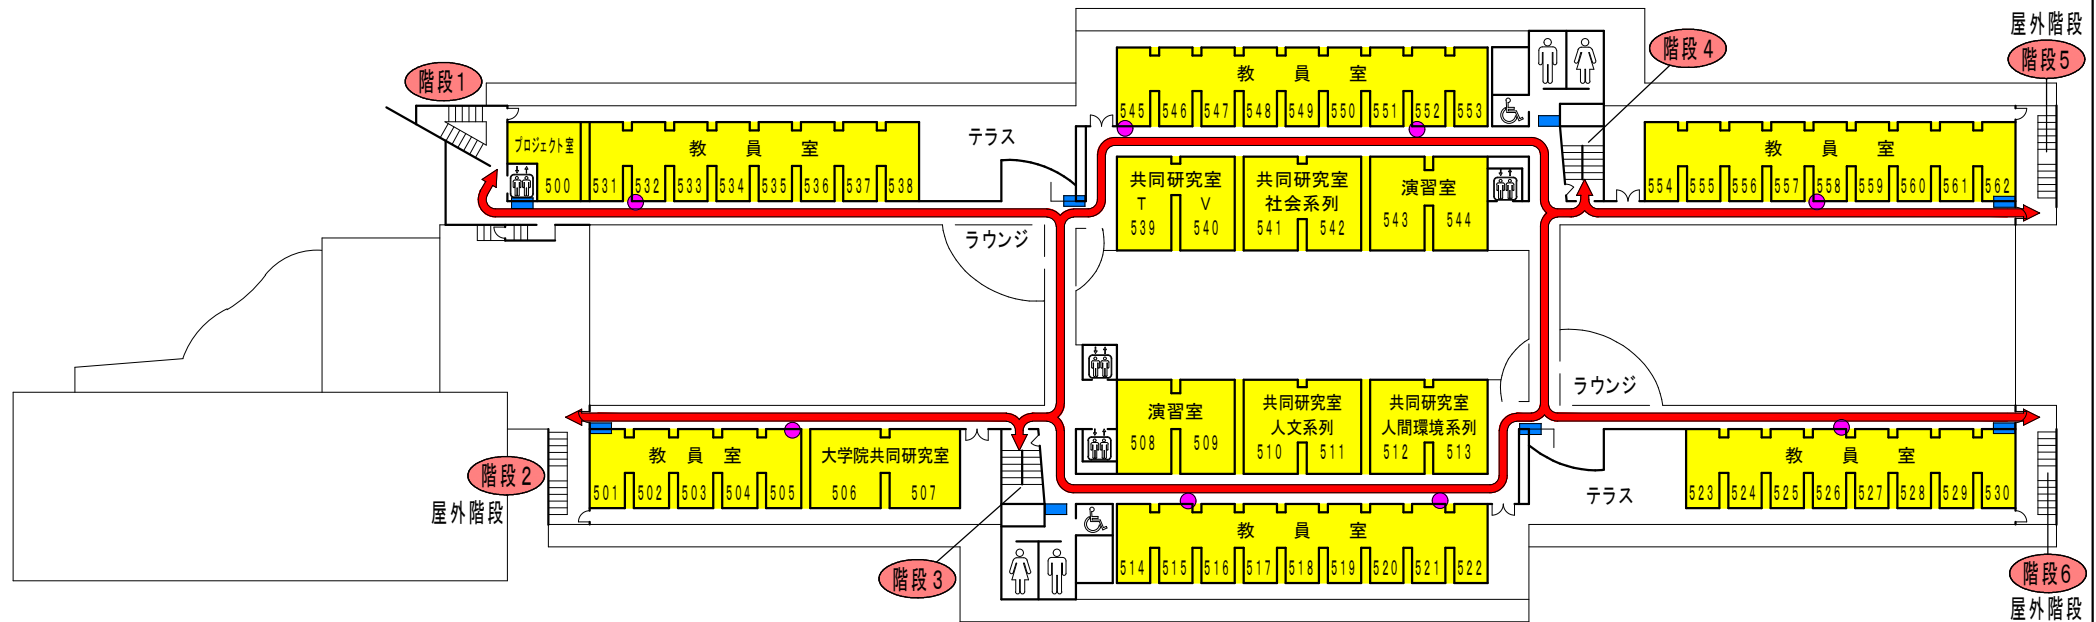 屋外階段
階段5
階段4
階段1
教員室
545 546 547 548 549 550 551 552 553
テラス
プロジェクト室
500
教員室
531 532 533 534 535 536 537 538
教員室
554 555 556 557 558 559 560 561 562
共同研究室
T V
539 540
共同研究室
社会系列
541 542
演習室
543 544
ラウンジ
ラウンジ
演習室
508 509
共同研究室
人文系列
510 511
共同研究室
人間環境系列
512 513
階段2
屋外階段
教員室
501 502 503 504 505
大学院共同研究室
506 507
教員室
514 515 516 517 518 519 520 521 522
テラス
教員室
523 524 525 526 527 528 529 530
階段3
階段6
屋外階段